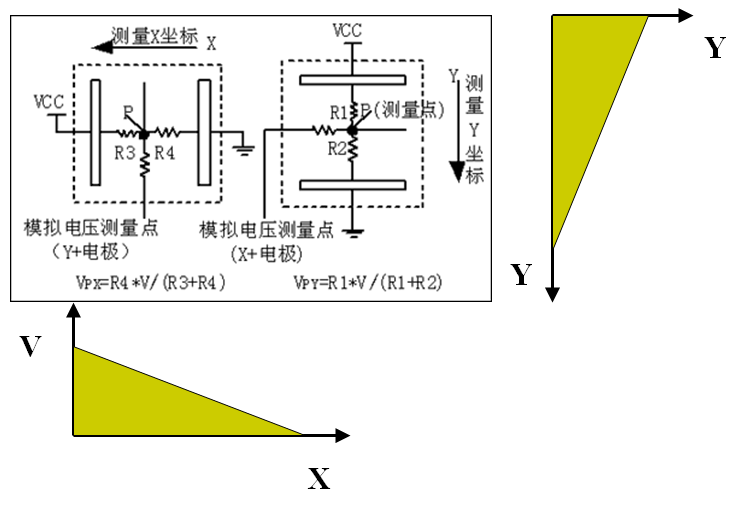 测量X坐标 X
VCC
P
R3 R4
模拟电压测量点
（Y+电极）
VPX=R4*V/(R3+R4)
VCC
Y 测量Y坐标
R1 P(测量点)
R2
模拟电压测量点
(X+电极)
VPY=R1*V/(R1+R2)
Y
Y
V
X